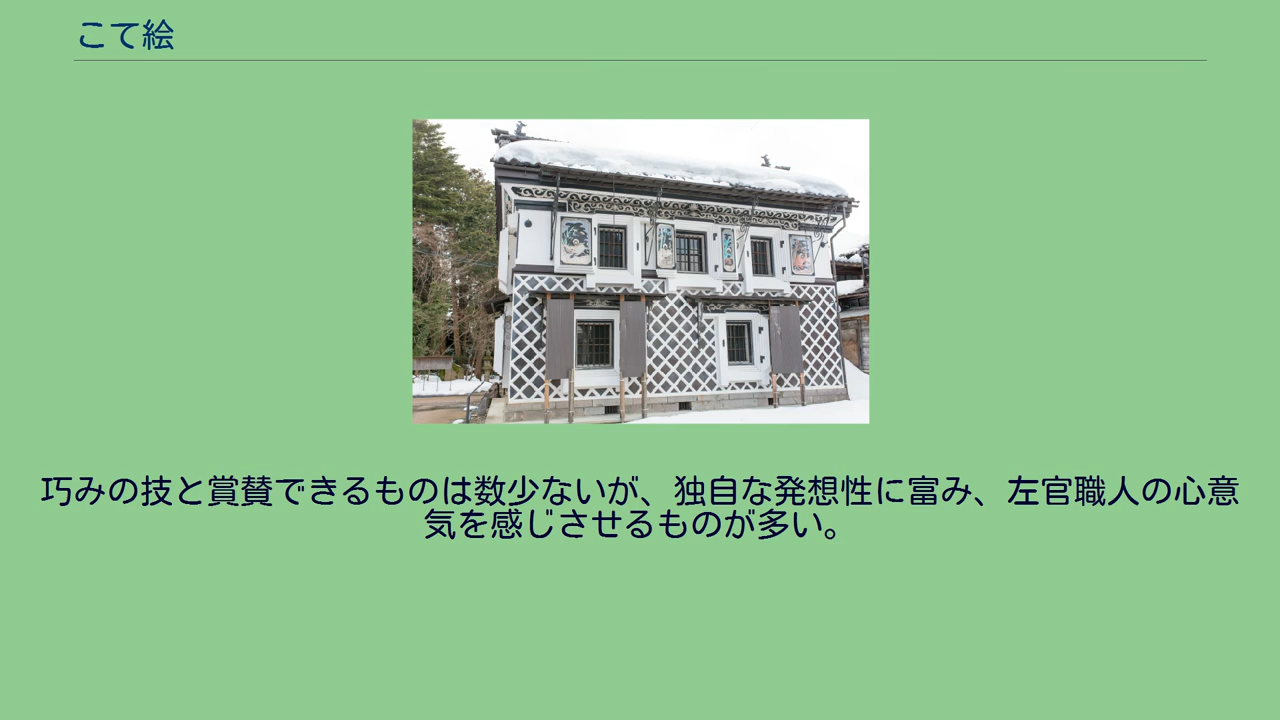 こて絵
巧みの技と賞賛できるものは数少ないが、独自な発想性に富み、左官職人の心意
気を感じさせるものが多い。